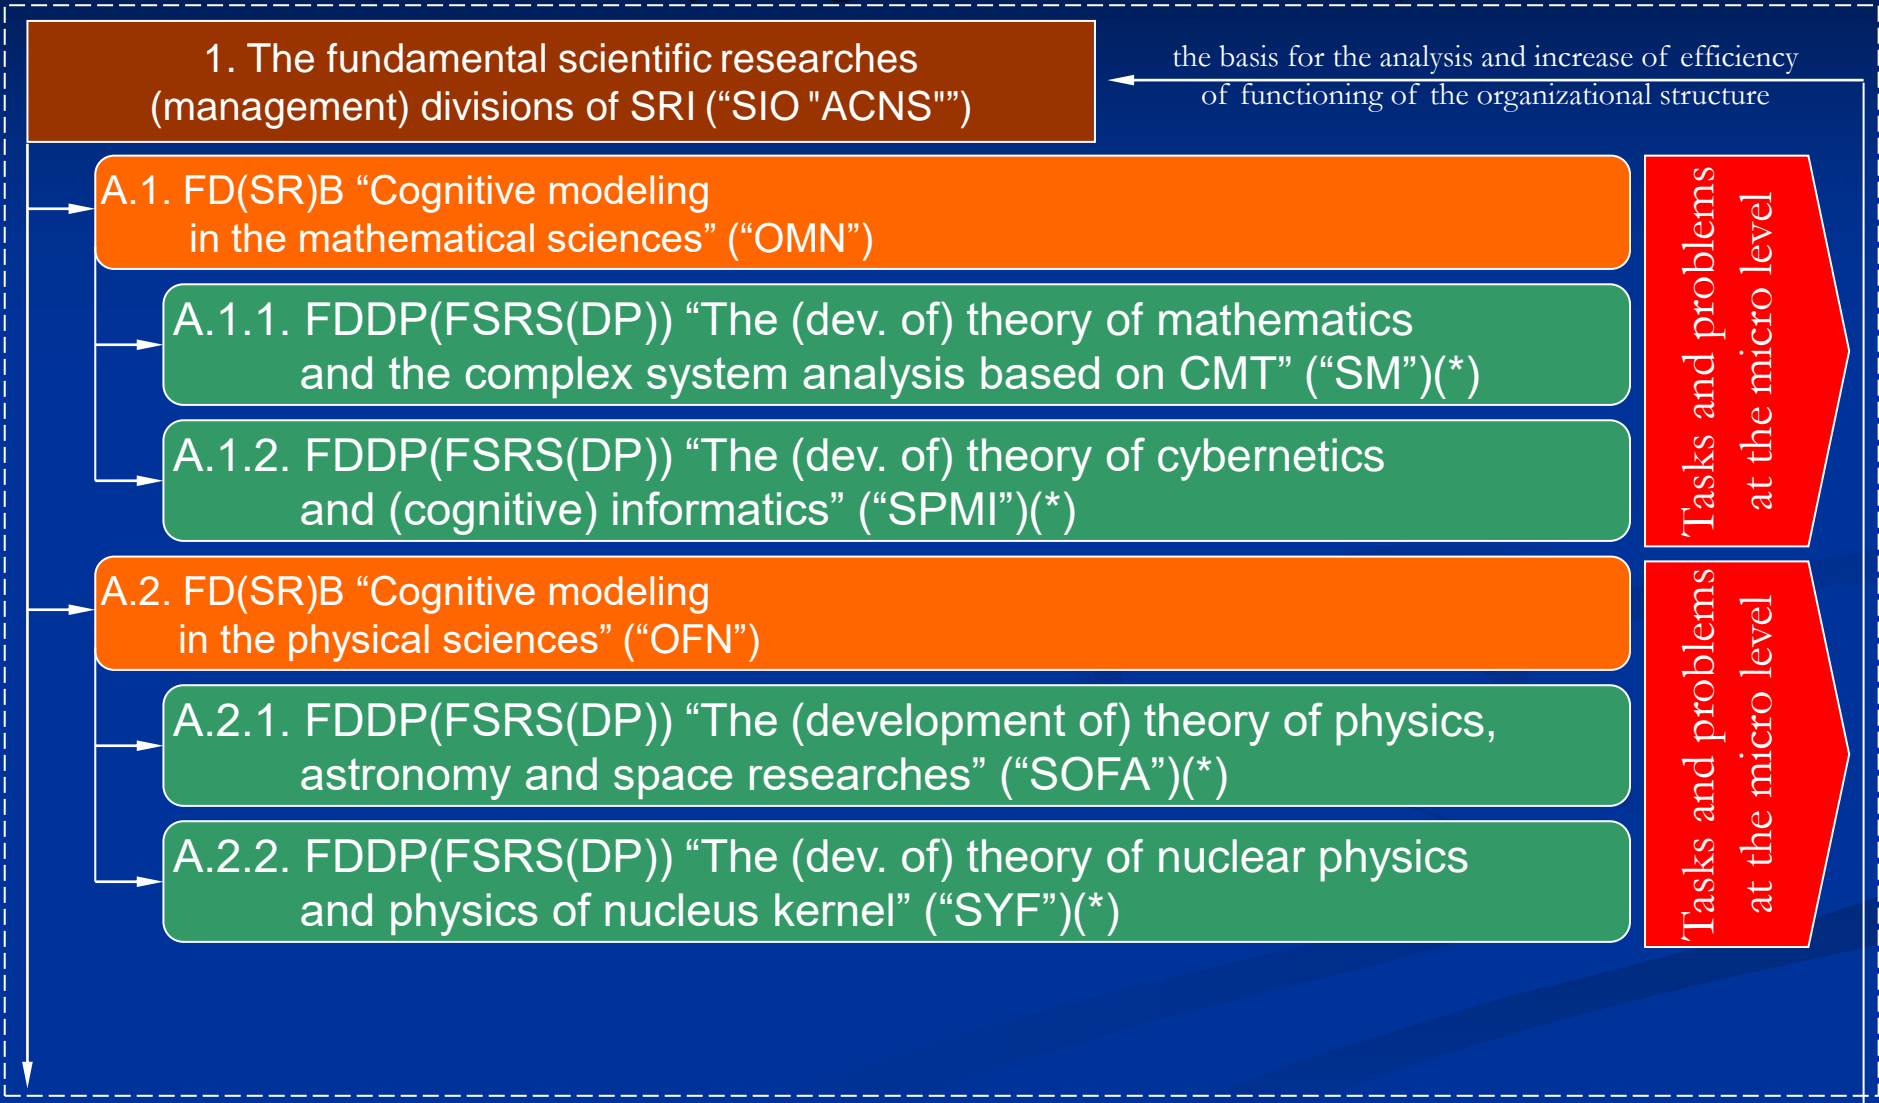 1. The fundamental scientific researches
(management) divisions of SRI (“SIO "ACNS"”)
the basis for the analysis and increase of efficiency
of functioning of the organizational structure
A.1. FD(SR)B “Cognitive modeling
in the mathematical sciences” (“OMN”)
A.1.1. FDDP(FSRS(DP)) “The (dev. of) theory of mathematics
and the complex system analysis based on CMT” (“SM”)(*)
A.1.2. FDDP(FSRS(DP)) “The (dev. of) theory of cybernetics
and (cognitive) informatics” (“SPMI”)(*)
Tasks and problems
at the micro level
A.2. FD(SR)B “Cognitive modeling
in the physical sciences” (“OFN”)
A.2.1. FDDP(FSRS(DP)) “The (development of) theory of physics,
astronomy and space researches” (“SOFA”)(*)
A.2.2. FDDP(FSRS(DP)) “The (dev. of) theory of nuclear physics
and physics of nucleus kernel” (“SYF”)(*)
Tasks and problems
at the micro level